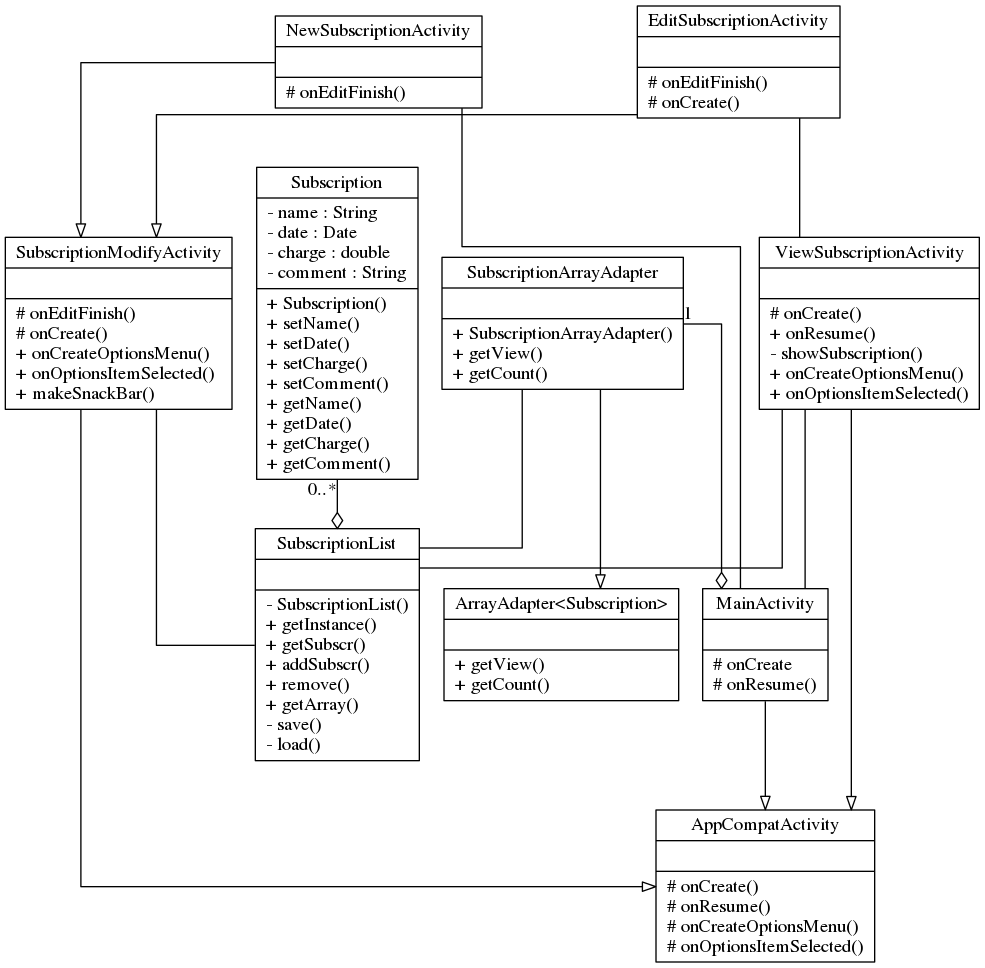 NewSubscriptionActivity
# onEditFinish()
EditSubscriptionActivity
# onEditFinish()
# onCreate()
Subscription
- name : String
- date : Date
- charge : double
- comment : String
+ Subscription()
+ setName()
+ setDate()
+ setCharge()
+ setComment()
+ getName()
+ getDate()
+ getCharge()
+ getComment()
0..*
SubscriptionModifyActivity
# onEditFinish()
# onCreate()
+ onCreateOptionsMenu()
+ onOptionsItemSelected()
+ makeSnackBar()
SubscriptionArrayAdapter
+ SubscriptionArrayAdapter()
+ getView()
+ getCount()
1
ViewSubscriptionActivity
# onCreate()
+ onResume()
- showSubscription()
+ onCreateOptionsMenu()
+ onOptionsItemSelected()
SubscriptionList
- SubscriptionList()
+ getInstance()
+ getSubscr()
+ addSubscr()
+ remove()
+ getArray()
- save()
- load()
ArrayAdapter<Subscription>
+ getView()
+ getCount()
MainActivity
# onCreate
# onResume()
AppCompatActivity
# onCreate()
# onResume()
# onCreateOptionsMenu()
# onOptionsItemSelected()